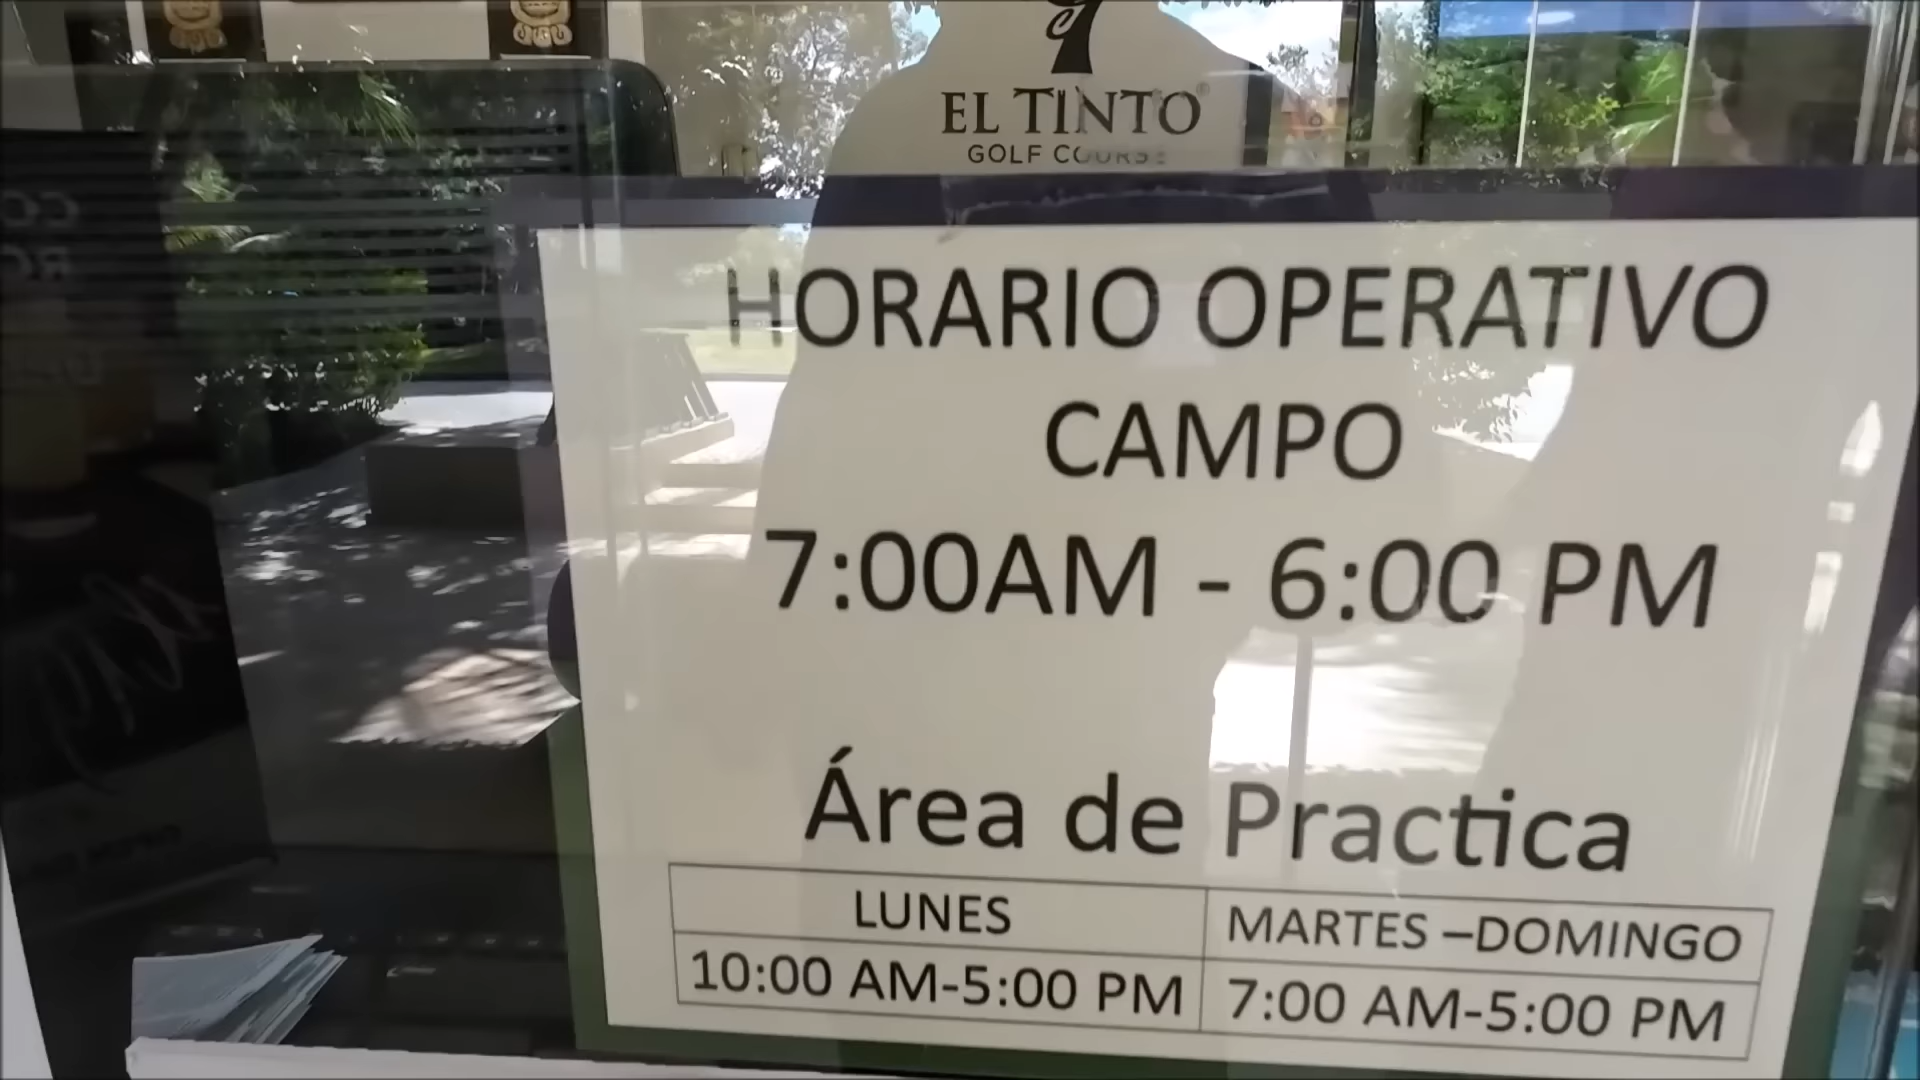 EL TINTO
GOLF COURSE
HORARIO OPERATIVO
CAMPO
7:00AM - 6:00 PM
Área de Practica
LUNES
MARTES –DOMINGO
10:00 AM-5:00 PM
7:00 AM-5:00 PM